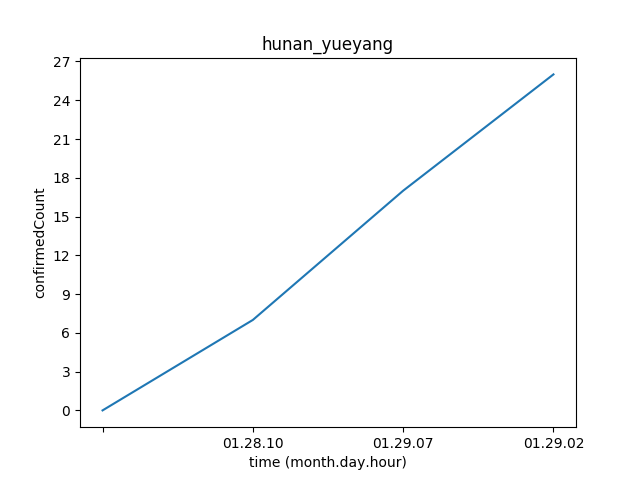 hunan_yueyang
27
24
21
18
15
12
9
6
3
0
confirmedCount
01.28.10 01.29.07 01.29.02
time (month.day.hour)